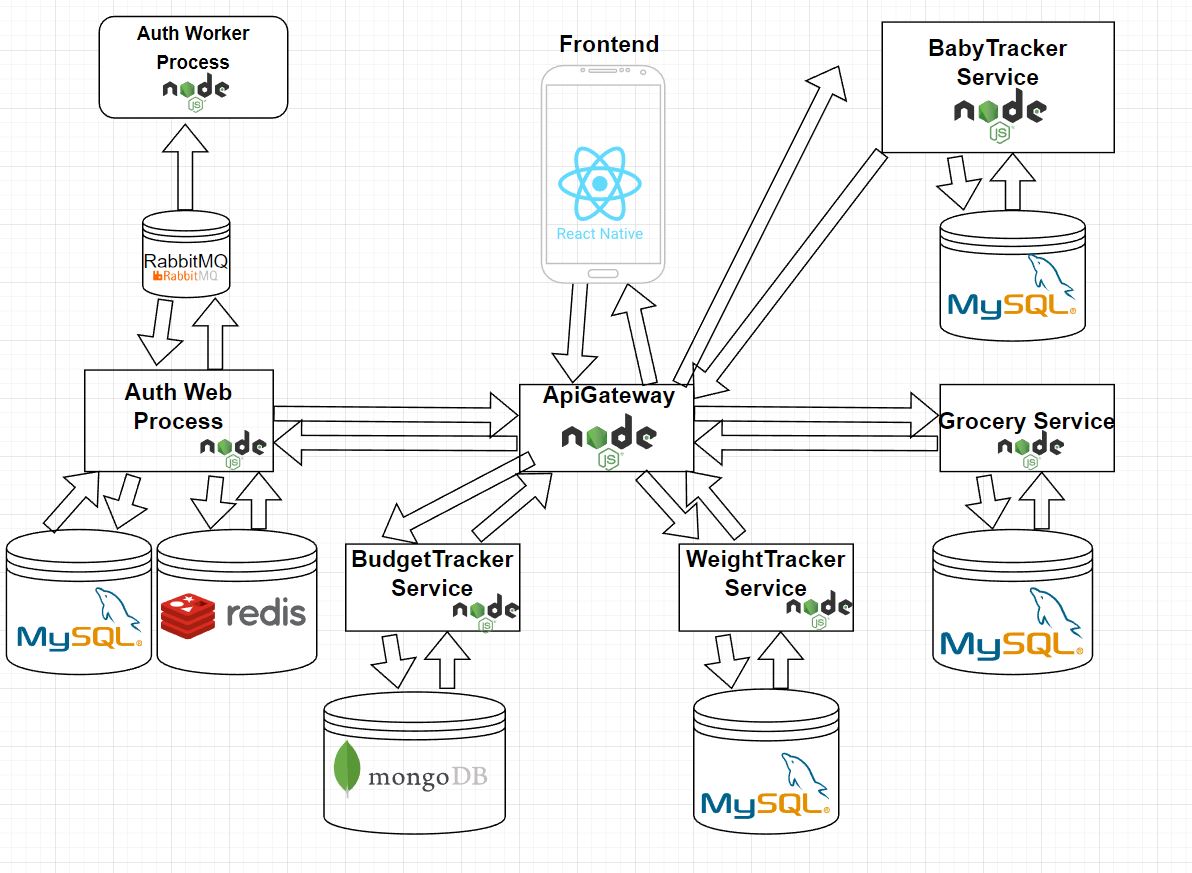 Auth Worker
Process
node
JS
Frontend
React Native
BabyTracker
Service
node
JS
RabbitMQ
RabbitMQ
MySQL®
Auth Web
Process
node
JS
ApiGateway
node
JS
Grocery Service
node
JS
MySQL®
redis
BudgetTracker
Service
node
JS
WeightTracker
Service
node
JS
MySQL®
mongoDB
MySQL®